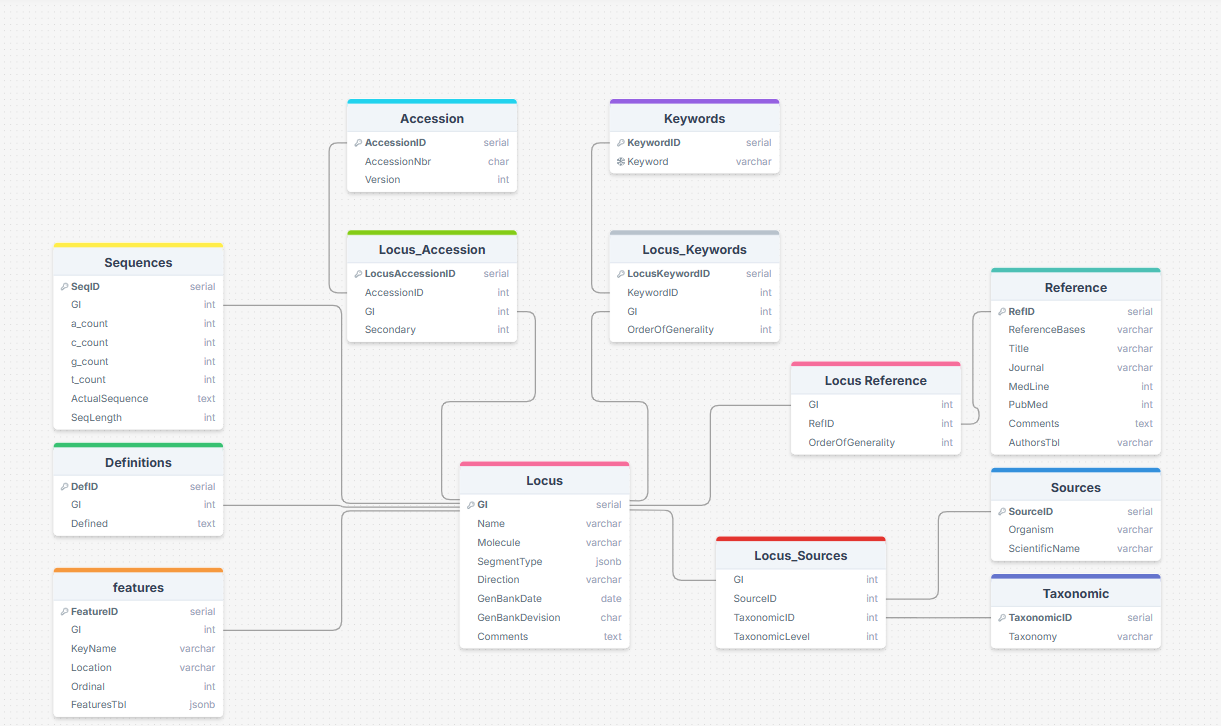 Accession
AccessionID serial
AccessionNbr char
Version int
Keywords
KeywordID serial
Keyword varchar
Locus_Accession
LocusAccessionID serial
AccessionID int
GI int
Secondary int
Locus_Keywords
LocusKeywordID serial
KeywordID int
GI int
OrderOfGenerality int
Sequences
SeqID serial
GI int
a_count int
c_count int
g_count int
t_count int
ActualSequence text
SeqLength int
Reference
RefID serial
ReferenceBases varchar
Title varchar
Journal varchar
MedLine int
PubMed int
Comments text
AuthorsTbl varchar
Locus Reference
GI int
RefID int
OrderOfGenerality int
Definitions
DefID serial
GI int
Defined text
Locus
GI serial
Name varchar
Molecule varchar
SegmentType jsonb
Direction varchar
GenBankDate date
GenBankDevision char
Comments text
Sources
SourceID serial
Organism varchar
ScientificName varchar
Locus_Sources
GI int
SourceID int
TaxonomicID int
TaxonomicLevel int
features
FeatureID serial
GI int
KeyName varchar
Location varchar
Ordinal int
FeaturesTbl jsonb
Taxonomic
TaxonomicID serial
Taxonomy varchar